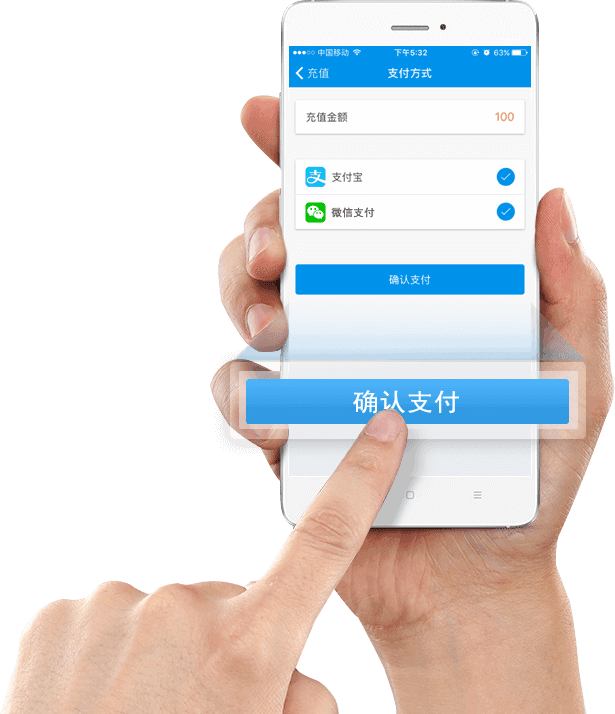 中国移动 下午5:32 63%
充值 支付方式
充值金额 100
支付宝
微信支付
确认支付
确认支付